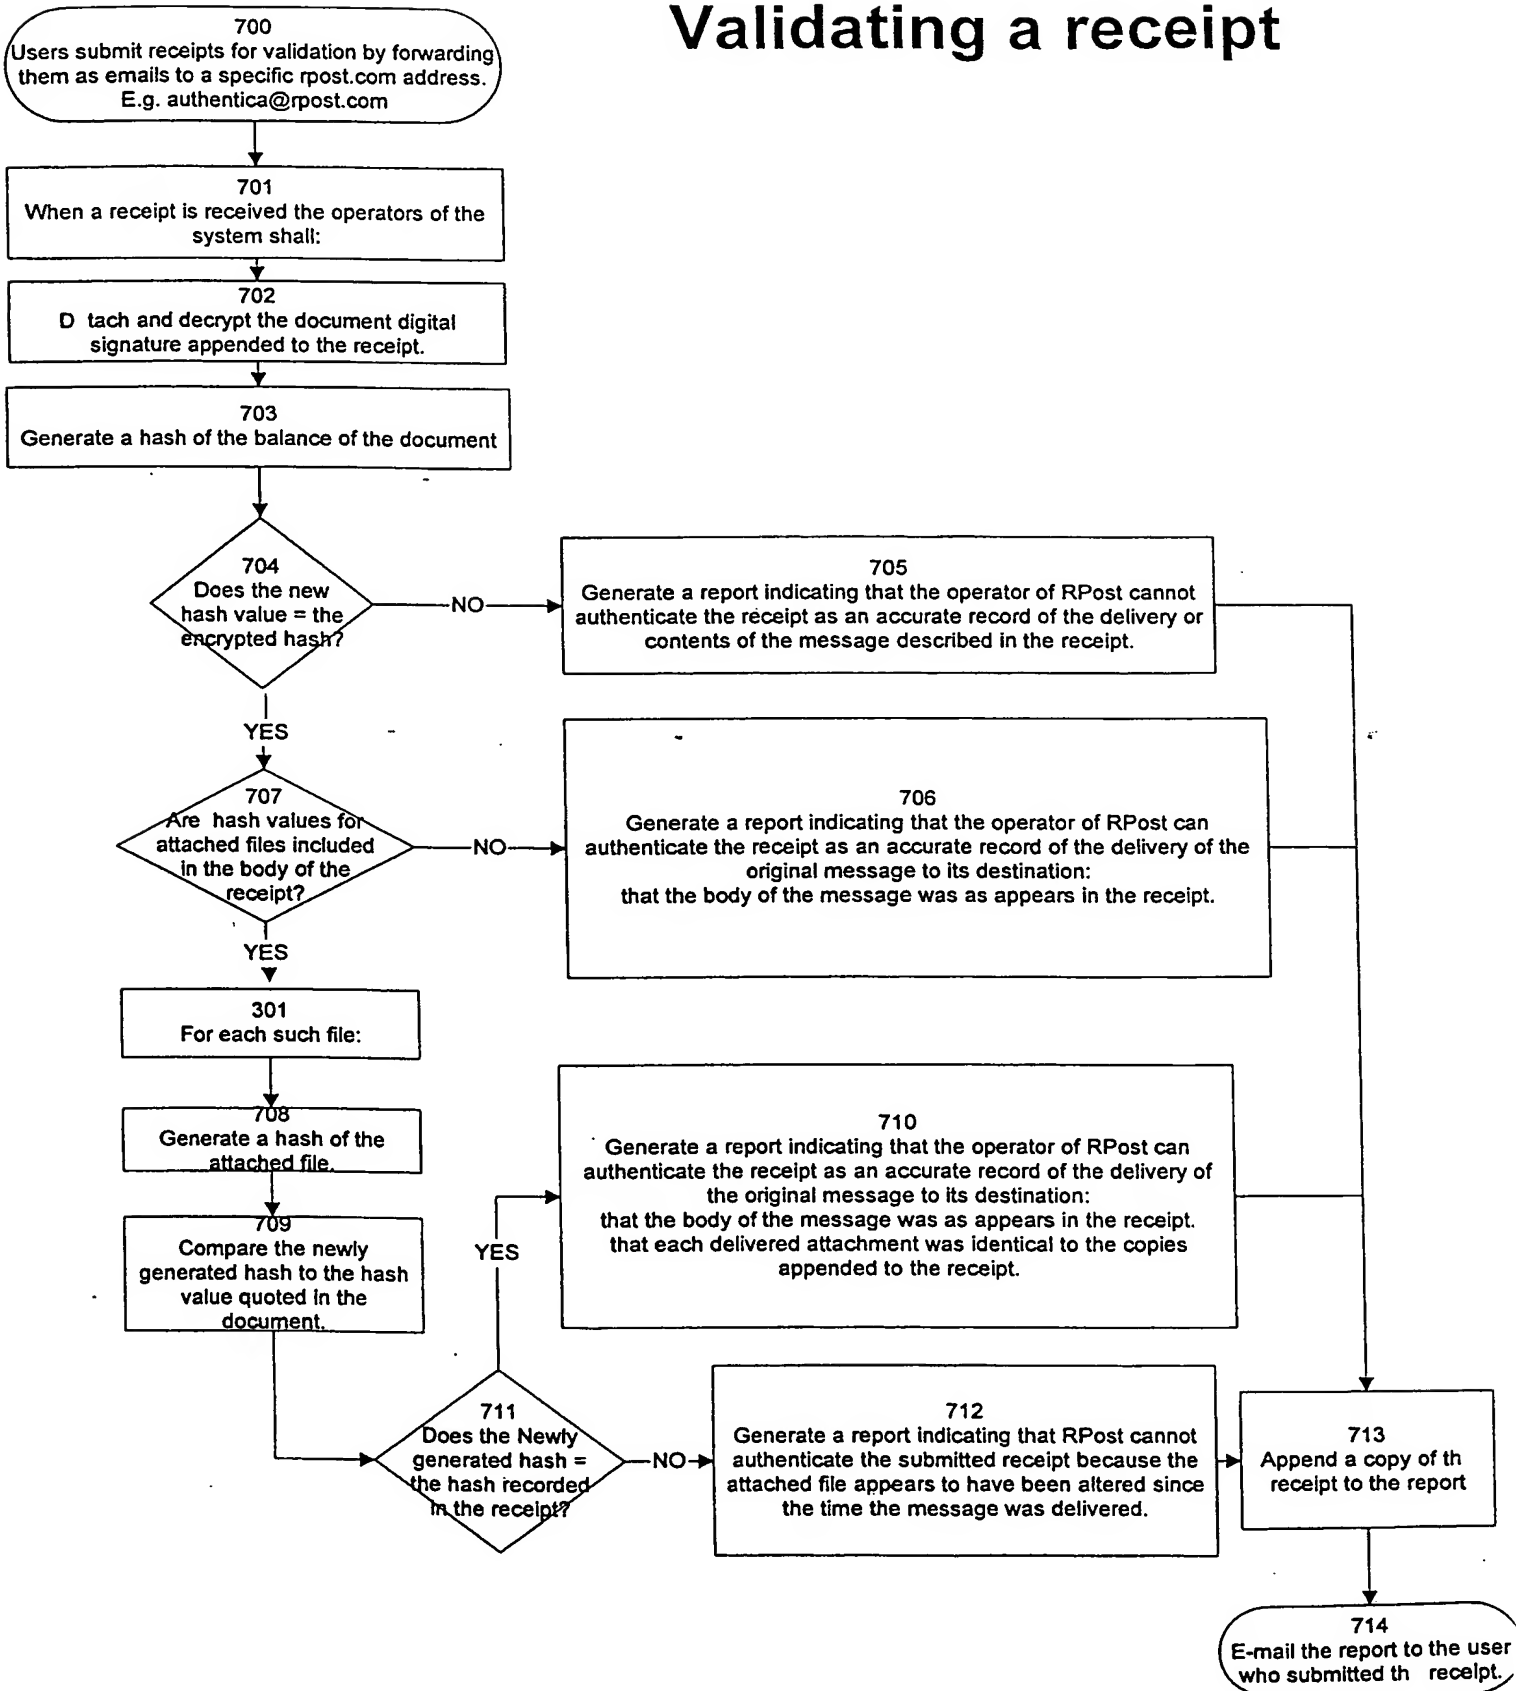 Validating a receipt
700
Users submit receipts for validation by forwarding
them as emails to a specific rpost.com address.
E.g. authentica@rpost.com
701
When a receipt is received the operators of the
system shall:
702
D tach and decrypt the document digital
signature appended to the receipt.
703
Generate a hash of the balance of the document
704
Does the new
hash value = the
encrypted hash?
NO
705
Generate a report indicating that the operator of RPost cannot
authenticate the receipt as an accurate record of the delivery or
contents of the message described in the receipt.
YES
707
Are hash values for
attached files included
in the body of the
receipt?
NO
706
Generate a report indicating that the operator of RPost can
authenticate the receipt as an accurate record of the delivery of the
original message to its destination:
that the body of the message was as appears in the receipt.
YES
301
For each such file:
708
Generate a hash of the
attached file.
709
Compare the newly
generated hash to the hash
value quoted in the
document.
YES
710
Generate a report indicating that the operator of RPost can
authenticate the receipt as an accurate record of the delivery of
the original message to its destination:
that the body of the message was as appears in the receipt.
that each delivered attachment was identical to the copies
appended to the receipt.
711
Does the Newly
generated hash =
the hash recorded
in the receipt?
NO
712
Generate a report indicating that RPost cannot
authenticate the submitted receipt because the
attached file appears to have been altered since
the time the message was delivered.
713
Append a copy of th
receipt to the report
714
E-mail the report to the user
who submitted th receipt.